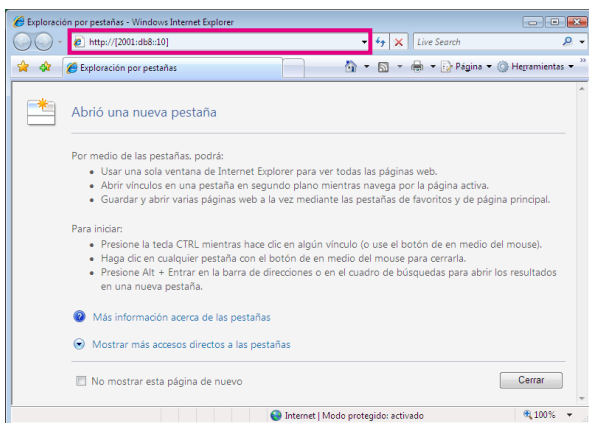 Exploración por pestañas - Windows Internet Explorer
http://[2001:db8::10]
Live Search
Exploración por pestañas
Página
Herramientas
Abrió una nueva pestaña
Por medio de las pestañas, podrá:
• Usar una sola ventana de Internet Explorer para ver todas las páginas web.
• Abrir vínculos en una pestaña en segundo plano mientras navega por la página activa.
• Guardar y abrir varias páginas web a la vez mediante las pestañas de favoritos y de página principal.
Para iniciar:
• Presione la tecla CTRL mientras hace clic en algún vínculo (o use el botón de en medio del mouse).
• Haga clic en cualquier pestaña con el botón de en medio del mouse para cerrarla.
• Presione Alt + Entrar en la barra de direcciones o en el cuadro de búsquedas para abrir los resultados
en una nueva pestaña.
Más información acerca de las pestañas
Mostrar más accesos directos a las pestañas
No mostrar esta página de nuevo
Cerrar
Internet | Modo protegido: activado
100%